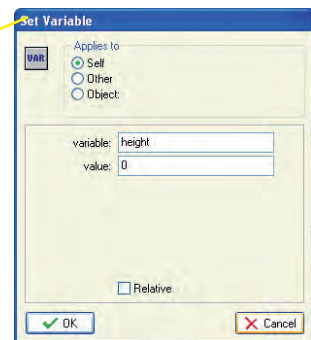 Set Variable
VAR
Applies to
Self
Other
Object:
variable: height
value: 0
Relative
OK
Cancel